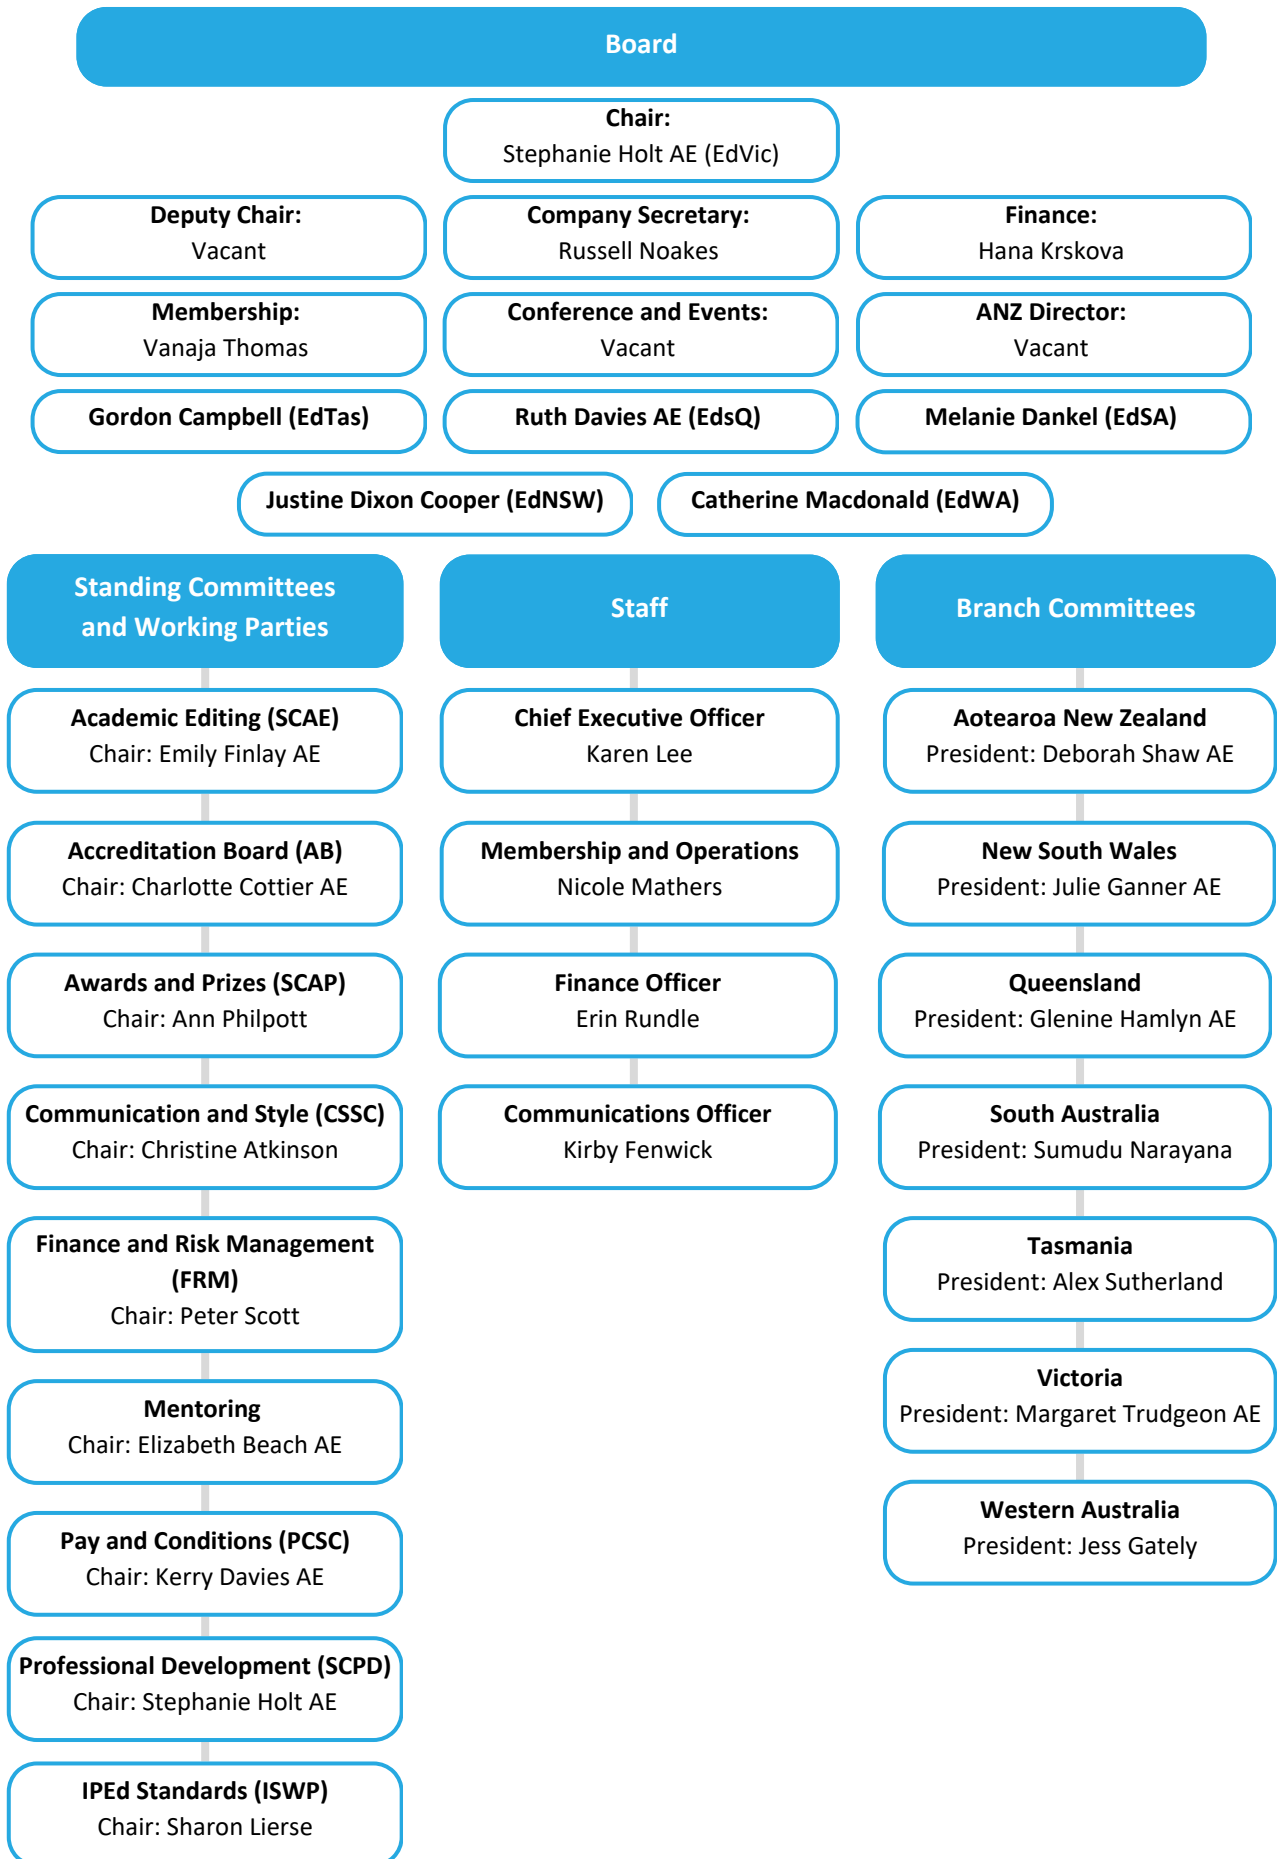 Board
Chair:
Stephanie Holt AE (EdVic)
Deputy Chair:
Vacant
Company Secretary:
Russell Noakes
Finance:
Hana Krskova
Membership:
Vanaja Thomas
Conference and Events:
Vacant
ANZ Director:
Vacant
Gordon Campbell (EdTas)
Ruth Davies AE (EdsQ)
Melanie Dankel (EdSA)
Justine Dixon Cooper (EdNSW)
Catherine Macdonald (EdWA)
Standing Committees
and Working Parties
Academic Editing (SCAE)
Chair: Emily Finlay AE
Accreditation Board (AB)
Chair: Charlotte Cottier AE
Awards and Prizes (SCAP)
Chair: Ann Philpott
Communication and Style (CSSC)
Chair: Christine Atkinson
Finance and Risk Management
(FRM)
Chair: Peter Scott
Mentoring
Chair: Elizabeth Beach AE
Pay and Conditions (PCSC)
Chair: Kerry Davies AE
Professional Development (SCPD)
Chair: Stephanie Holt AE
IPEd Standards (ISWP)
Chair: Sharon Lierse
Staff
Chief Executive Officer
Karen Lee
Membership and Operations
Nicole Mathers
Finance Officer
Erin Rundle
Communications Officer
Kirby Fenwick
Branch Committees
Aotearoa New Zealand
President: Deborah Shaw AE
New South Wales
President: Julie Ganner AE
Queensland
President: Glenine Hamlyn AE
South Australia
President: Sumudu Narayana
Tasmania
President: Alex Sutherland
Victoria
President: Margaret Trudgeon AE
Western Australia
President: Jess Gately